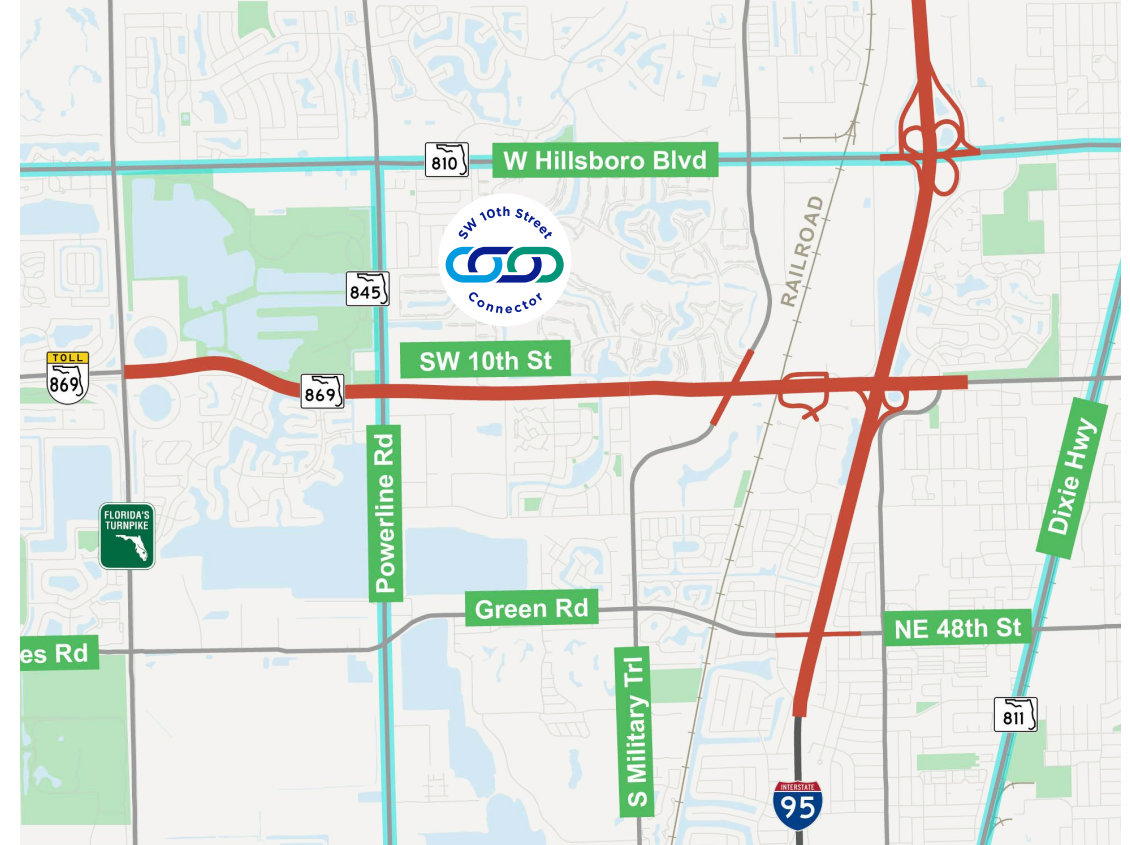 810
W Hillsboro Blvd
SW 10th Street
Connector
RAILROAD
845
SW 10th St
TOLL
869
869
Powerline Rd
Dixie Hwy
FLORIDA'S
TURNPIKE
Green Rd
NE 48th St
es Rd
S Military Trl
811
INTERSTATE
95